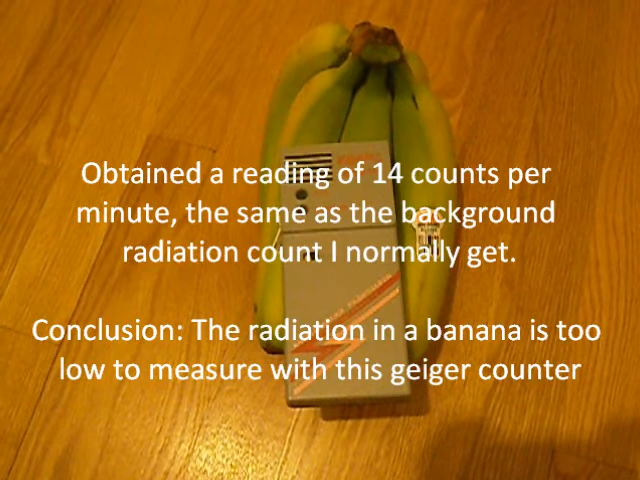 Obtained a reading of 14 counts per
minute, the same as the background
radiation count I normally get.
Conclusion: The radiation in a banana is too
low to measure with this geiger counter